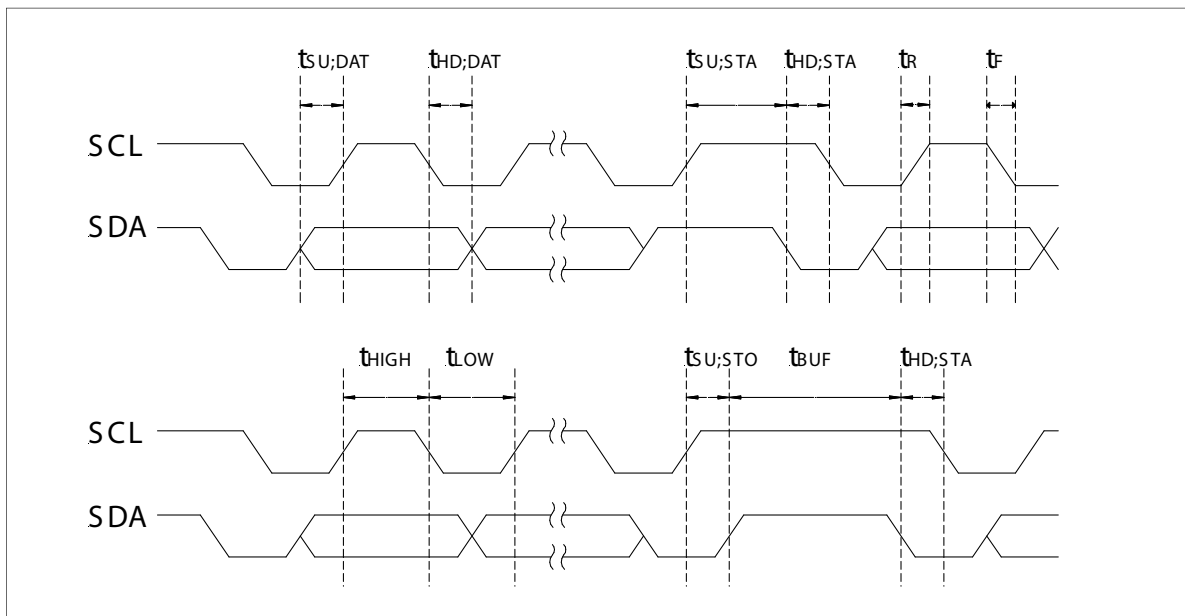 tSU;DAT tHD;DAT tSU;STA tHD;STA tR tF
SCL
SDA
tHIGH tLOW tSU;STO tBUF tHD;STA
SCL
SDA